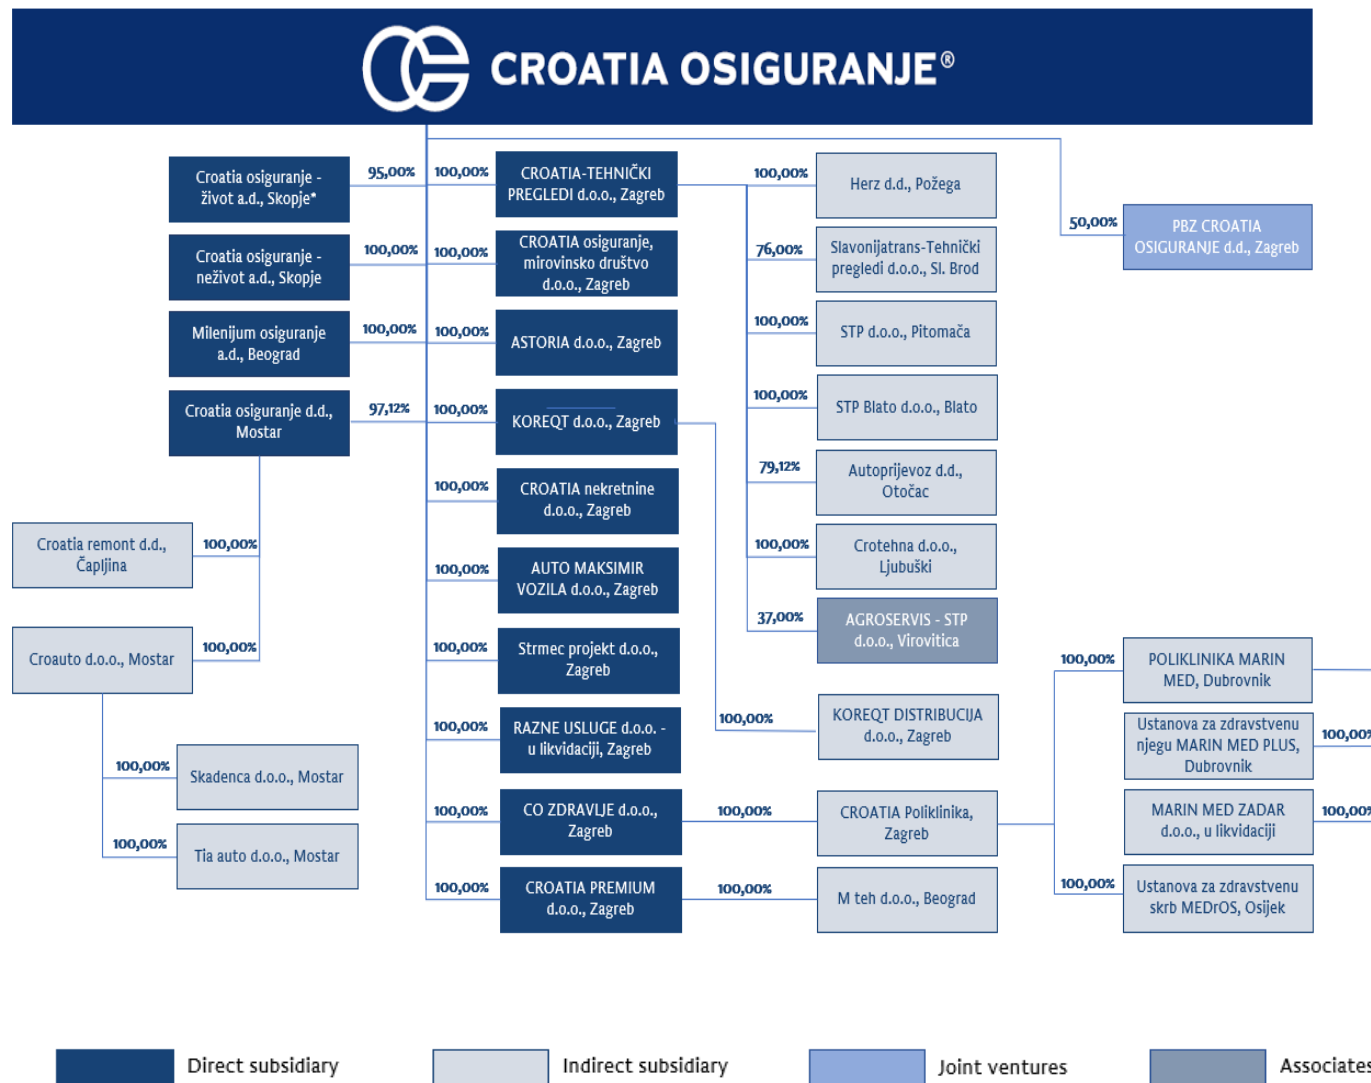 CROATIA OSIGURANJE®
Croatia osiguranje -
život a.d., Skopje*
95,00%
Croatia osiguranje -
neživot a.d., Skopje
100,00%
Milenijum osiguranje
a.d., Beograd
100,00%
Croatia osiguranje d.d.,
Mostar
97,12%
Croatia remont d.d.,
Čapljina
100,00%
Croauto d.o.o., Mostar
100,00%
100,00%
Skadenca d.o.o., Mostar
100,00%
Tia auto d.o.o., Mostar
100,00%
CROATIA-TEHNIČKI
PREGLEDI d.o.o., Zagreb
100,00%
CROATIA osiguranje,
mirovinsko društvo
d.o.o., Zagreb
100,00%
ASTORIA d.o.o., Zagreb
100,00%
KOREQT d.o.o., Zagreb
100,00%
CROATIA nekretnine
d.o.o., Zagreb
100,00%
AUTO MAKSIMIR
VOZILA d.o.o., Zagreb
100,00%
Strmec projekt d.o.o.,
Zagreb
100,00%
RAZNE USLUGE d.o.o. -
u likvidaciji, Zagreb
100,00%
CO ZDRAVLJE d.o.o.,
Zagreb
100,00%
CROATIA PREMIUM
d.o.o., Zagreb
100,00%
Herz d.d., Požega
76,00%
Slavonijatrans-Tehnički
pregledi d.o.o., Sl. Brod
100,00%
STP d.o.o., Pitomača
100,00%
STP Blato d.o.o., Blato
79,12%
Autoprijevoz d.d.,
Otočac
100,00%
Crotehna d.o.o.,
Ljubuški
37,00%
AGROSERVIS - STP
d.o.o., Virovitica
100,00%
KOREQT DISTRIBUCIJA
d.o.o., Zagreb
100,00%
CROATIA Poliklinika,
Zagreb
100,00%
M teh d.o.o., Beograd
50,00%
PBZ CROATIA
OSIGURANJE d.d., Zagreb
100,00%
POLIKLINIKA MARIN
MED, Dubrovnik
Ustanova za zdravstvenu
njegu MARIN MED PLUS,
Dubrovnik
100,00%
MARIN MED ZADAR
d.o.o., u likvidaciji
100,00%
100,00%
Ustanova za zdravstvenu
skrb MEDrOS, Osijek
Direct subsidiary
Indirect subsidiary
Joint ventures
Associates